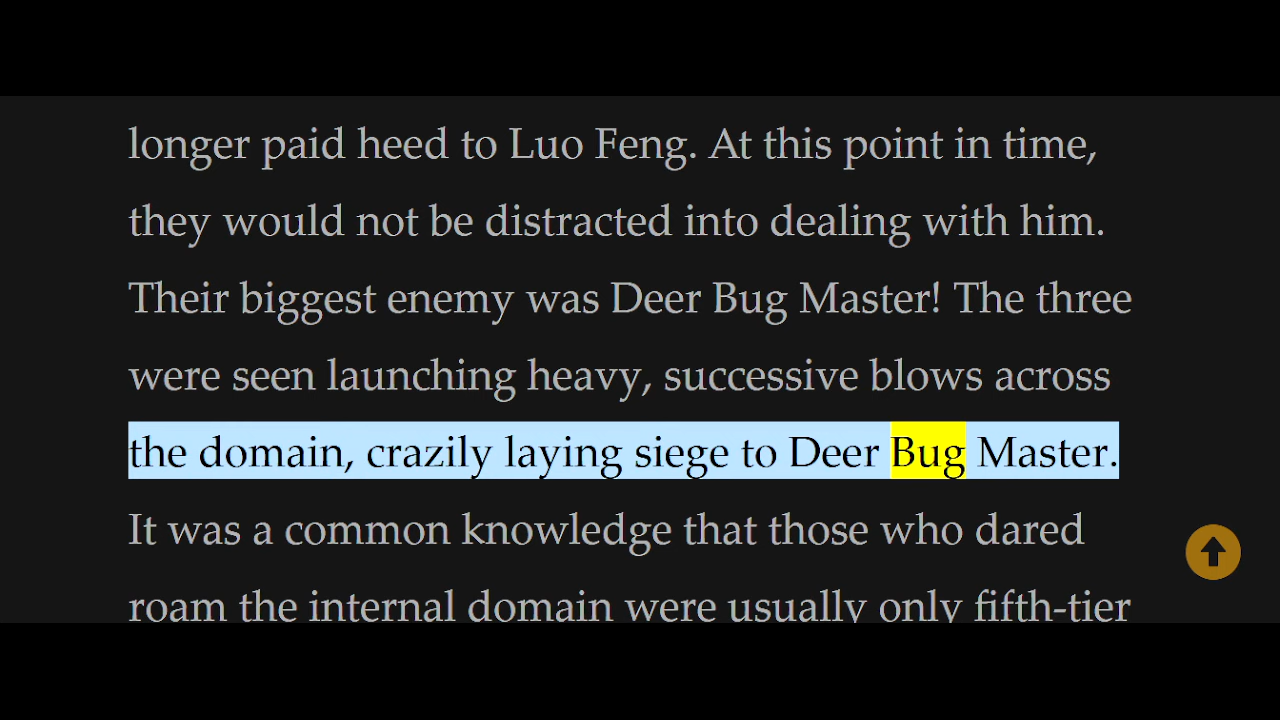 longer paid heed to Luo Feng. At this point in time,
they would not be distracted into dealing with him.
Their biggest enemy was Deer Bug Master! The three
were seen launching heavy, successive blows across
the domain, crazily laying siege to Deer Bug Master.
It was a common knowledge that those who dared
roam the internal domain were usually only fifth-tier